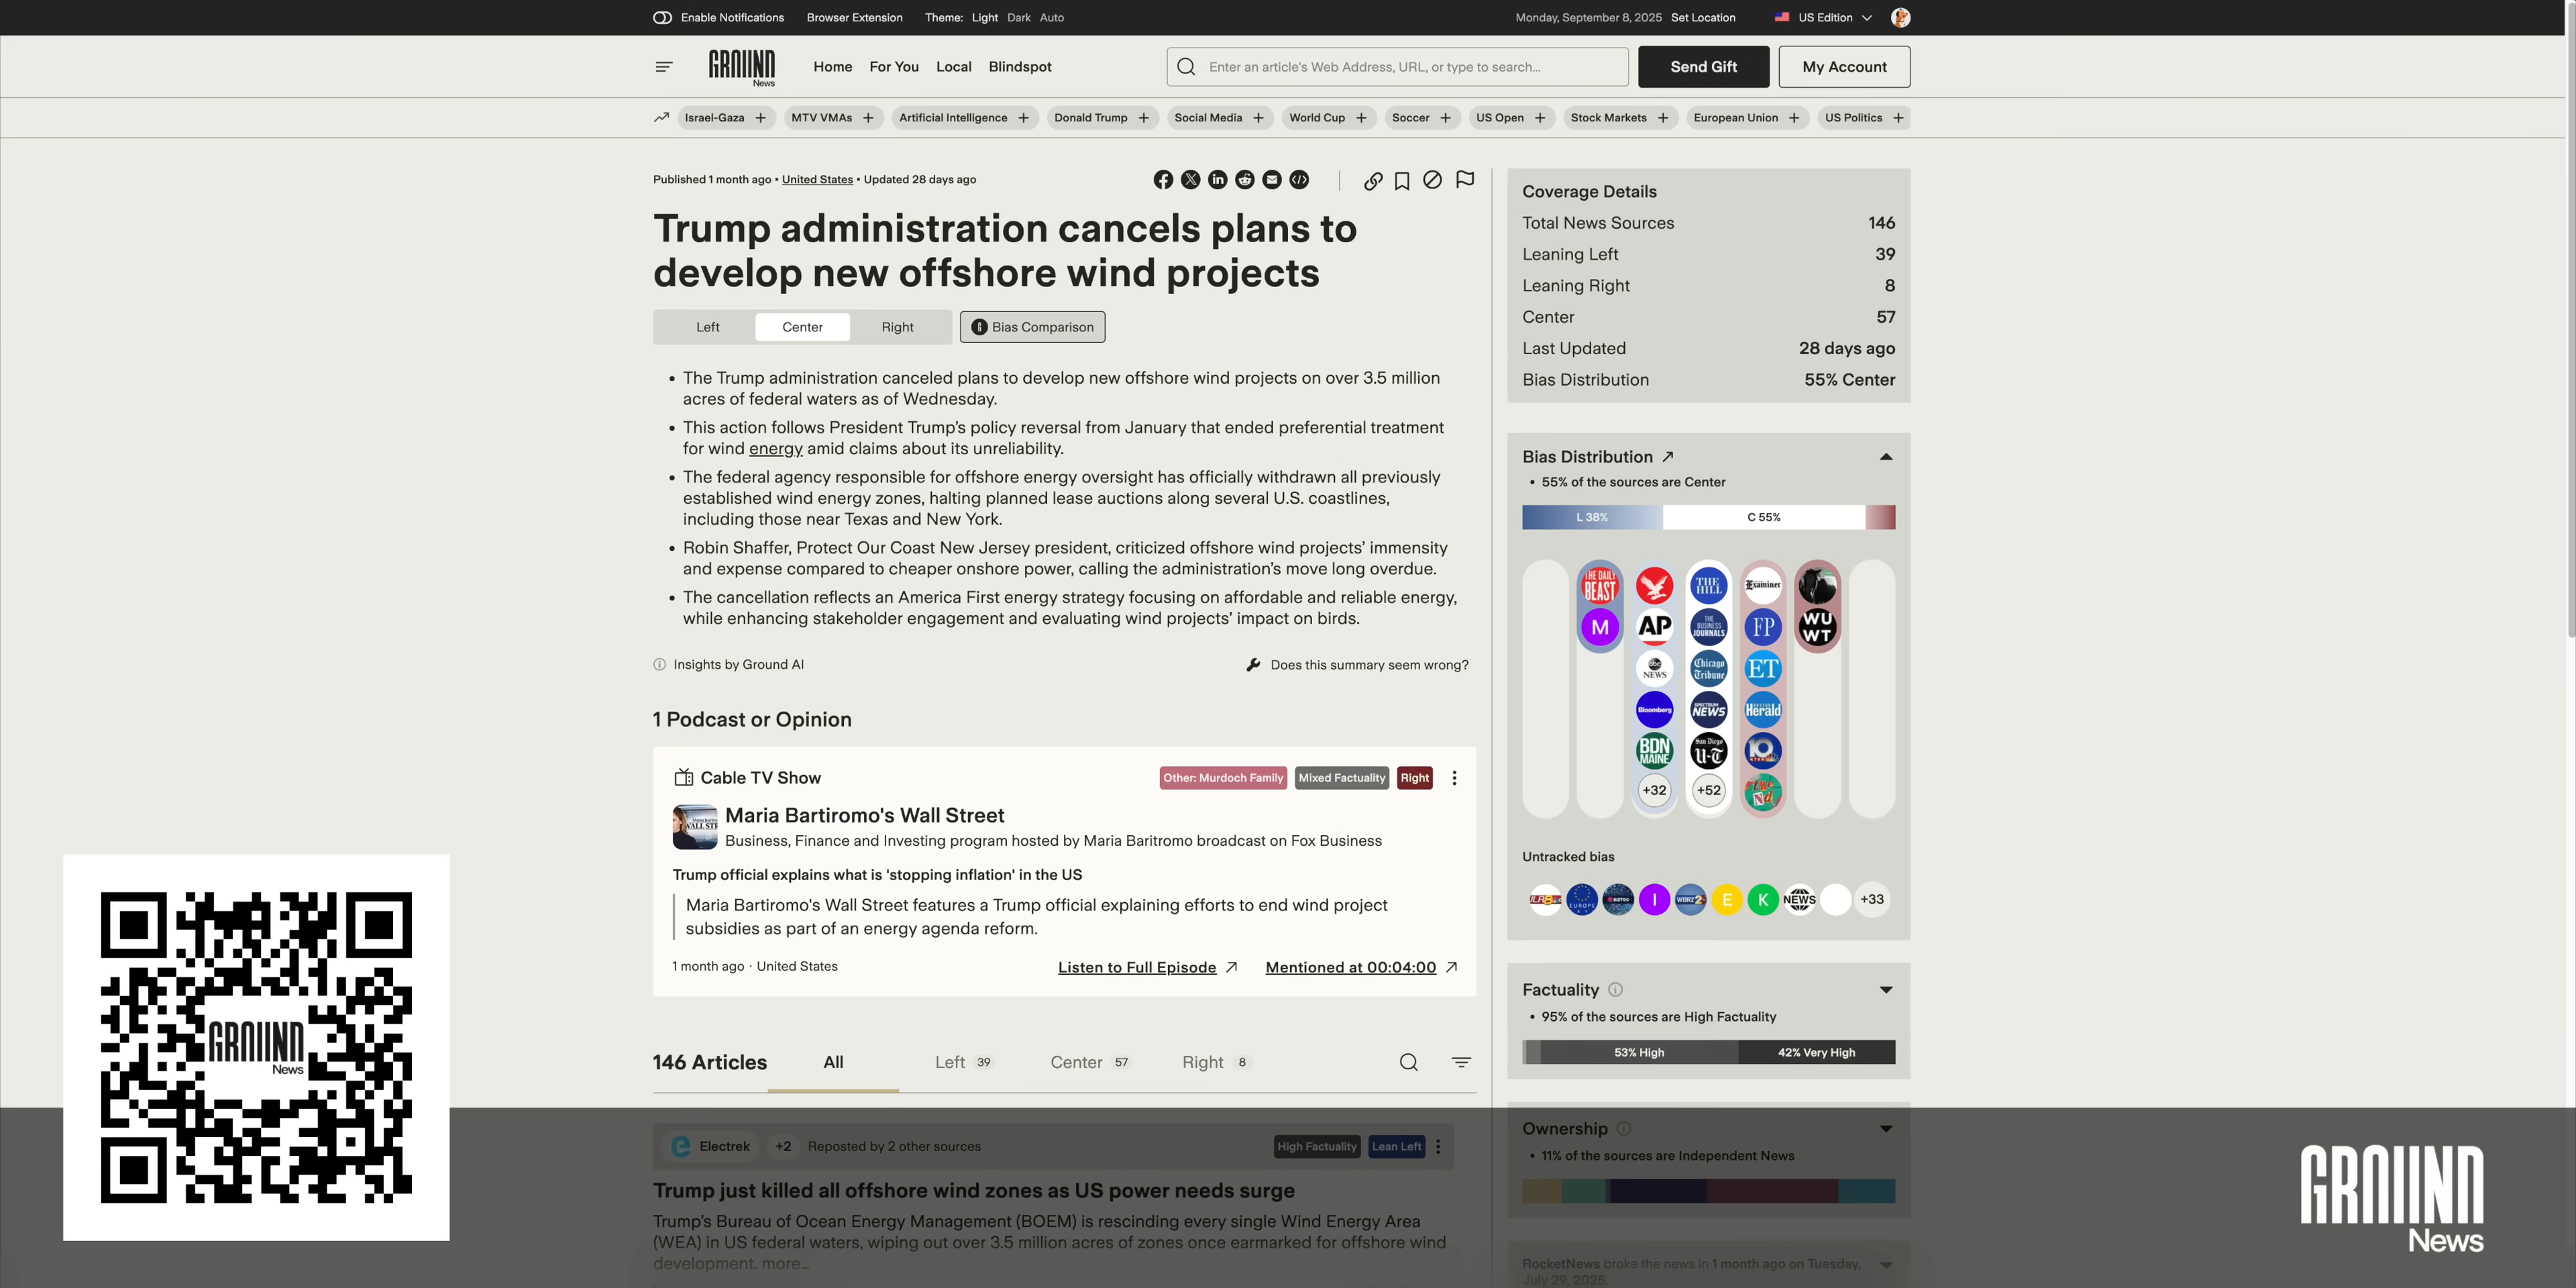 Enable Notifications Browser Extension Theme: Light Dark Auto
Monday, September 8, 2025 Set Location US Edition
GROUND News
Home For You Local Blindspot
Enter an article's Web Address, URL, or type to search...
Send Gift
My Account
Israel-Gaza +
MTV VMAs +
Artificial Intelligence +
Donald Trump +
Social Media +
World Cup +
Soccer +
US Open +
Stock Markets +
European Union +
US Politics +
Published 1 month ago • United States • Updated 28 days ago
Trump administration cancels plans to
develop new offshore wind projects
Left Center Right
Bias Comparison
• The Trump administration canceled plans to develop new offshore wind projects on over 3.5 million
acres of federal waters as of Wednesday.
• This action follows President Trump's policy reversal from January that ended preferential treatment
for wind energy amid claims about its unreliability.
• The federal agency responsible for offshore energy oversight has officially withdrawn all previously
established wind energy zones, halting planned lease auctions along several U.S. coastlines,
including those near Texas and New York.
• Robin Shaffer, Protect Our Coast New Jersey president, criticized offshore wind projects' immensity
and expense compared to cheaper onshore power, calling the administration's move long overdue.
• The cancellation reflects an America First energy strategy focusing on affordable and reliable energy,
while enhancing stakeholder engagement and evaluating wind projects' impact on birds.
Insights by Ground AI
Does this summary seem wrong?
1 Podcast or Opinion
Cable TV Show
Other: Murdoch Family
Mixed Factuality
Right
Maria Bartiromo's Wall Street
Business, Finance and Investing program hosted by Maria Baritromo broadcast on Fox Business
Trump official explains what is 'stopping inflation' in the US
Maria Bartiromo's Wall Street features a Trump official explaining efforts to end wind project
subsidies as part of an energy agenda reform.
1 month ago · United States
Listen to Full Episode
Mentioned at 00:04:00
146 Articles
All
Left 39
Center 57
Right 8
Electrek
+2
Reposted by 2 other sources
High Factuality
Lean Left
Trump just killed all offshore wind zones as US power needs surge
Trump's Bureau of Ocean Energy Management (BOEM) is rescinding every single Wind Energy Area
(WEA) in US federal waters, wiping out over 3.5 million acres of zones once earmarked for offshore wind
development. more...
Coverage Details
Total News Sources 146
Leaning Left 39
Leaning Right 8
Center 57
Last Updated 28 days ago
Bias Distribution 55% Center
Bias Distribution
• 55% of the sources are Center
L 38%
C 55%
THE DAILY BEAST
THE HILL
Examiner
M
AP
THE BUSINESS JOURNALS
FP
WU WT
abc NEWS
Chicago Tribune
ET
Bloomberg
SPECTRUM NEWS
Herald
BDN MAINE
San Diego U-T
10
+32
+52
Untracked bias
I
WBRZ 2
E
K
NEWS
+33
Factuality
• 95% of the sources are High Factuality
53% High
42% Very High
Ownership
• 11% of the sources are Independent News
RocketNews broke the news in 1 month ago on Tuesday,
July 29, 2025.
GROUND
News
GROUND
News